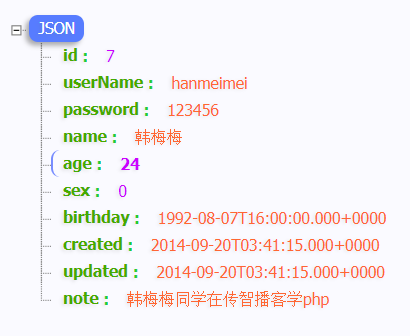 JSON
id : 7
userName : hanmeimei
password : 123456
name : 韩梅梅
age : 24
sex : 0
birthday : 1992-08-07T16:00:00.000+0000
created : 2014-09-20T03:41:15.000+0000
updated : 2014-09-20T03:41:15.000+0000
note : 韩梅梅同学在传智播客学php